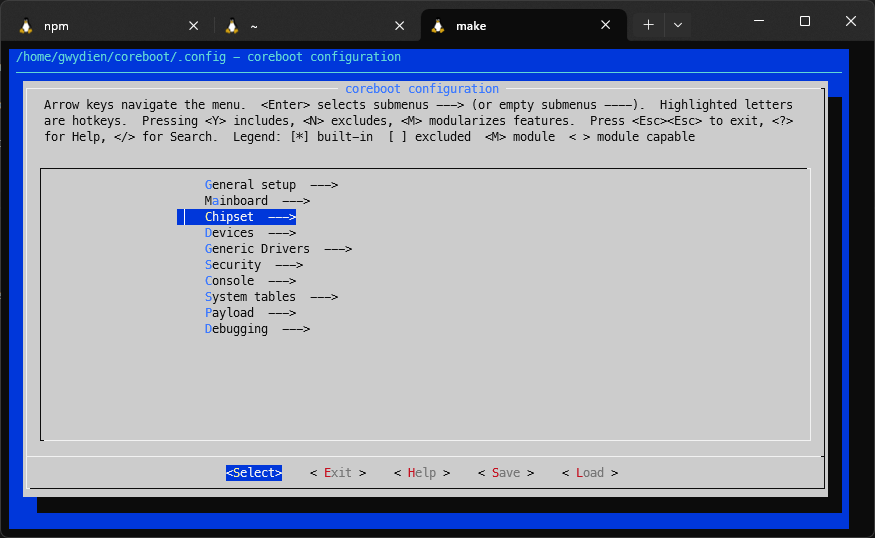 npm
~
make
/home/gwydien/coreboot/.config – coreboot configuration
coreboot configuration
Arrow keys navigate the menu.  <Enter> selects submenus ---> (or empty submenus ----).  Highlighted letters
are hotkeys.  Pressing <Y> includes, <N> excludes, <M> modularizes features.  Press <Esc><Esc> to exit, <?>
for Help, </> for Search.  Legend: [*] built-in  [ ] excluded  <M> module  < > module capable
General setup  --->
Mainboard  --->
Chipset  --->
Devices  --->
Generic Drivers  --->
Security  --->
Console  --->
System tables  --->
Payload  --->
Debugging  --->
<Select>    < Exit >    < Help >    < Save >    < Load >